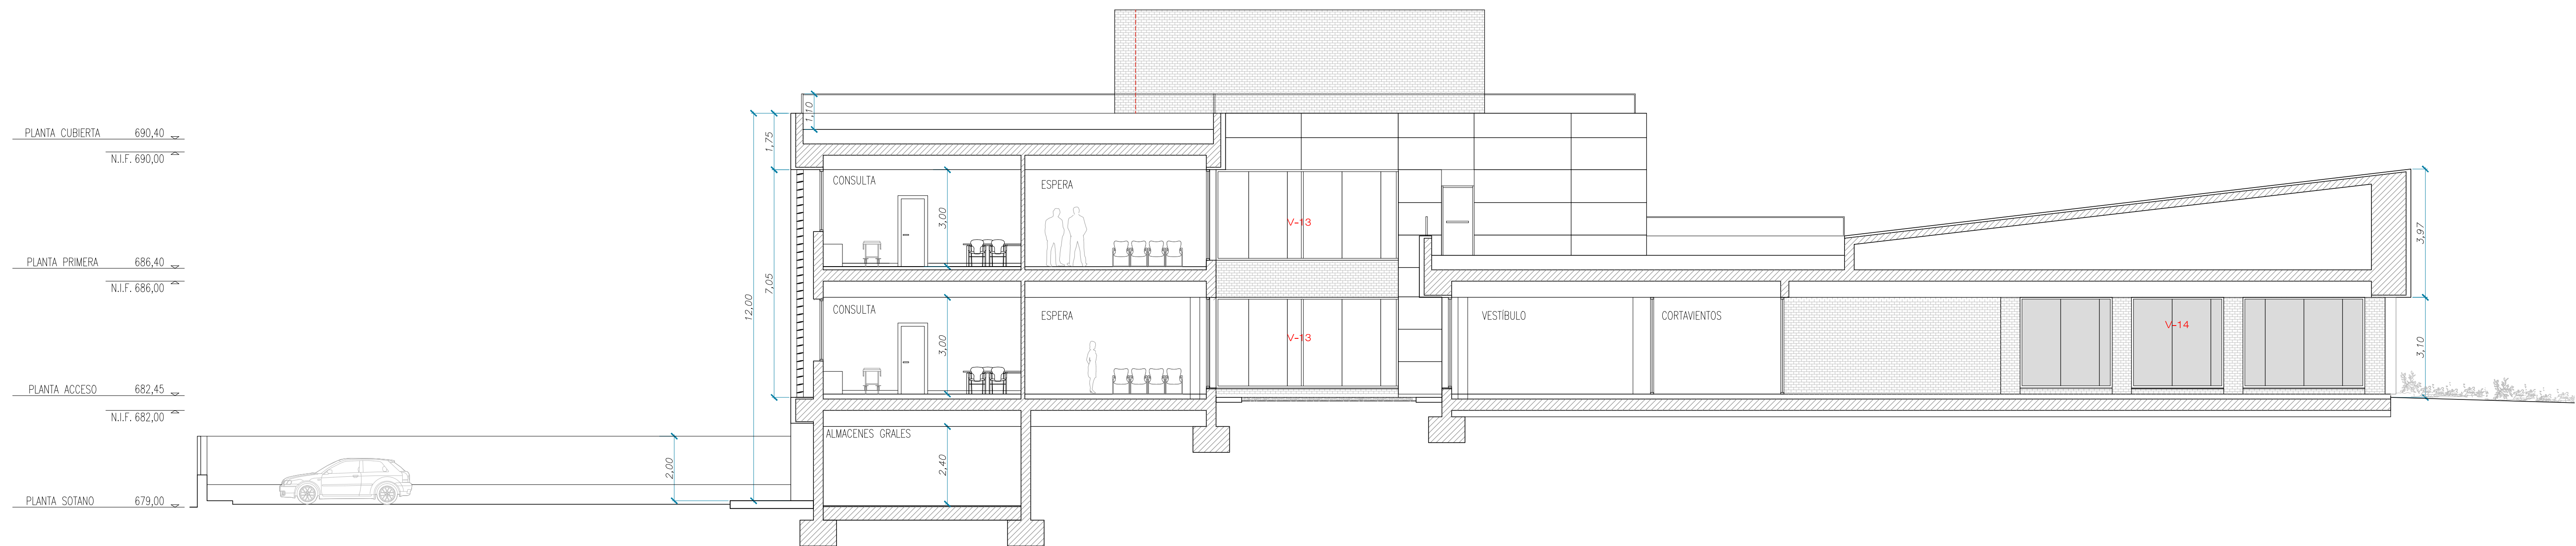 1,10
PLANTA CUBIERTA 690,40
N.I.F. 690,00
1,75
CONSULTA
ESPERA
3,00
V-13
3,97
PLANTA PRIMERA 686,40
N.I.F. 686,00
7,05
12,00
CONSULTA
ESPERA
3,00
V-13
VESTÍBULO
CORTAVIENTOS
V-14
3,10
PLANTA ACCESO 682,45
N.I.F. 682,00
ALMACENES GRALES
2,00
2,40
PLANTA SOTANO 679,00